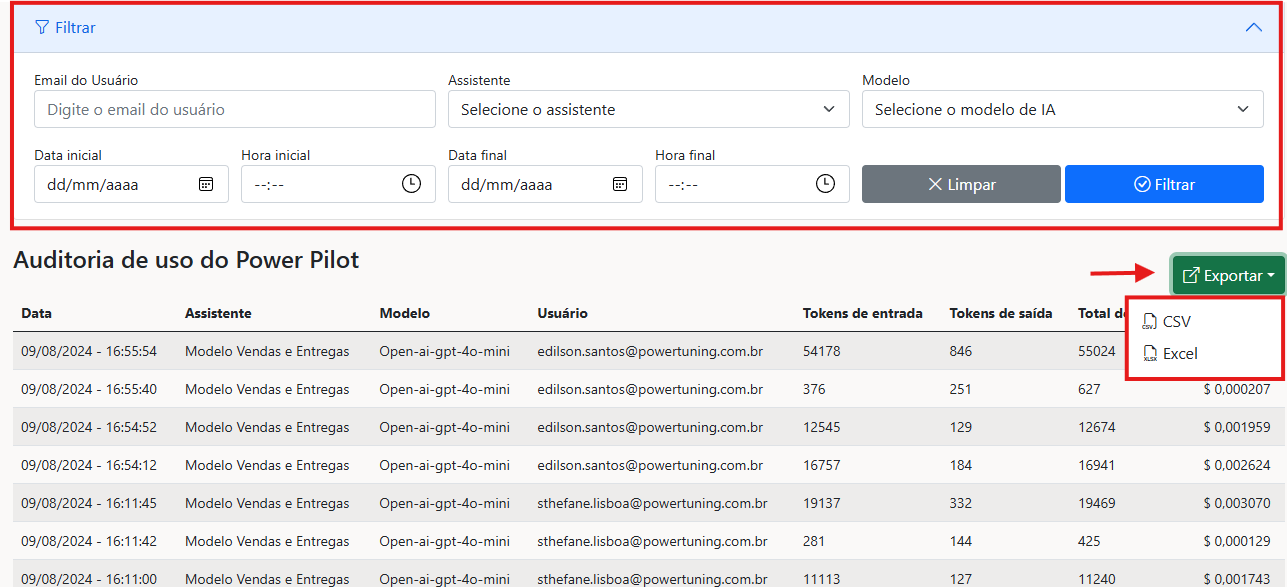 Filtrar
Email do Usuário Assistente Modelo
Digite o email do usuário Selecione o assistente Selecione o modelo de IA
Data inicial Hora inicial Data final Hora final
dd/mm/aaaa --:-- dd/mm/aaaa --:-- Limpar Filtrar
Auditoria de uso do Power Pilot Exportar
Data Assistente Modelo Usuário Tokens de entrada Tokens de saída Total
CSV CSV
09/08/2024 - 16:55:54 Modelo Vendas e Entregas Open-ai-gpt-4o-mini edilson.santos@powertuning.com.br 54178 846 55024
XLSX Excel
09/08/2024 - 16:55:40 Modelo Vendas e Entregas Open-ai-gpt-4o-mini edilson.santos@powertuning.com.br 376 251 627 $ 0,000207
09/08/2024 - 16:54:52 Modelo Vendas e Entregas Open-ai-gpt-4o-mini edilson.santos@powertuning.com.br 12545 129 12674 $ 0,001959
09/08/2024 - 16:54:12 Modelo Vendas e Entregas Open-ai-gpt-4o-mini edilson.santos@powertuning.com.br 16757 184 16941 $ 0,002624
09/08/2024 - 16:11:45 Modelo Vendas e Entregas Open-ai-gpt-4o-mini sthefane.lisboa@powertuning.com.br 19137 332 19469 $ 0,003070
09/08/2024 - 16:11:42 Modelo Vendas e Entregas Open-ai-gpt-4o-mini sthefane.lisboa@powertuning.com.br 281 144 425 $ 0,000129
09/08/2024 - 16:11:00 Modelo Vendas e Entregas Open-ai-gpt-4o-mini sthefane.lisboa@powertuning.com.br 11113 127 11240 $ 0,001743